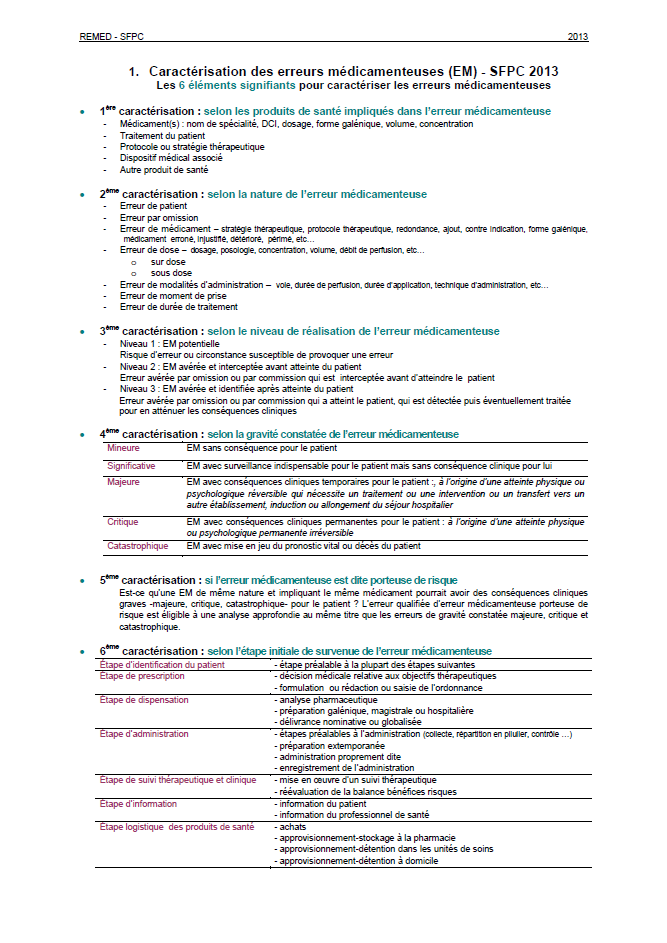 REMED - SFPC 2013
1. Caractérisation des erreurs médicamenteuses (EM) - SFPC 2013
Les 6 éléments signifiants pour caractériser les erreurs médicamenteuses
• 1ère caractérisation : selon les produits de santé impliqués dans l'erreur médicamenteuse
- Médicament(s) : nom de spécialité, DCI, dosage, forme galénique, volume, concentration
- Traitement du patient
- Protocole ou stratégie thérapeutique
- Dispositif médical associé
- Autre produit de santé
• 2ème caractérisation : selon la nature de l'erreur médicamenteuse
- Erreur de patient
- Erreur par omission
- Erreur de médicament – stratégie thérapeutique, protocole thérapeutique, redondance, ajout, contre indication, forme galénique,
médicament erroné, injustifié, détérioré, périmé, etc…
- Erreur de dose – dosage, posologie, concentration, volume, débit de perfusion, etc…
o sur dose
o sous dose
- Erreur de modalités d'administration – voie, durée de perfusion, durée d'application, technique d'administration, etc…
- Erreur de moment de prise
- Erreur de durée de traitement
• 3ème caractérisation : selon le niveau de réalisation de l'erreur médicamenteuse
- Niveau 1 : EM potentielle
Risque d'erreur ou circonstance susceptible de provoquer une erreur
- Niveau 2 : EM avérée et interceptée avant atteinte du patient
Erreur avérée par omission ou par commission qui est interceptée avant d'atteindre le patient
- Niveau 3 : EM avérée et identifiée après atteinte du patient
Erreur avérée par omission ou par commission qui a atteint le patient, qui est détectée puis éventuellement traitée
pour en atténuer les conséquences cliniques
• 4ème caractérisation : selon la gravité constatée de l'erreur médicamenteuse
Mineure EM sans conséquence pour le patient
Significative EM avec surveillance indispensable pour le patient mais sans conséquence clinique pour lui
Majeure EM avec conséquences cliniques temporaires pour le patient :, à l'origine d'une atteinte physique ou
psychologique réversible qui nécessite un traitement ou une intervention ou un transfert vers un
autre établissement, induction ou allongement du séjour hospitalier
Critique EM avec conséquences cliniques permanentes pour le patient : à l'origine d'une atteinte physique
ou psychologique permanente irréversible
Catastrophique EM avec mise en jeu du pronostic vital ou décès du patient
• 5ème caractérisation : si l'erreur médicamenteuse est dite porteuse de risque
Est-ce qu'une EM de même nature et impliquant le même médicament pourrait avoir des conséquences cliniques
graves -majeure, critique, catastrophique- pour le patient ? L'erreur qualifiée d'erreur médicamenteuse porteuse de
risque est éligible à une analyse approfondie au même titre que les erreurs de gravité constatée majeure, critique et
catastrophique.
• 6ème caractérisation : selon l'étape initiale de survenue de l'erreur médicamenteuse
Étape d'identification du patient - étape préalable à la plupart des étapes suivantes
Étape de prescription - décision médicale relative aux objectifs thérapeutiques
- formulation ou rédaction ou saisie de l'ordonnance
Étape de dispensation - analyse pharmaceutique
- préparation galénique, magistrale ou hospitalière
- délivrance nominative ou globalisée
Étape d'administration - étapes préalables à l'administration (collecte, répartition en pilulier, contrôle …)
- préparation extemporanée
- administration proprement dite
- enregistrement de l'administration
Étape de suivi thérapeutique et clinique - mise en œuvre d'un suivi thérapeutique
- réévaluation de la balance bénéfices risques
Étape d'information - information du patient
- information du professionnel de santé
Étape logistique des produits de santé - achats
- approvisionnement-stockage à la pharmacie
- approvisionnement-détention dans les unités de soins
- approvisionnement-détention à domicile